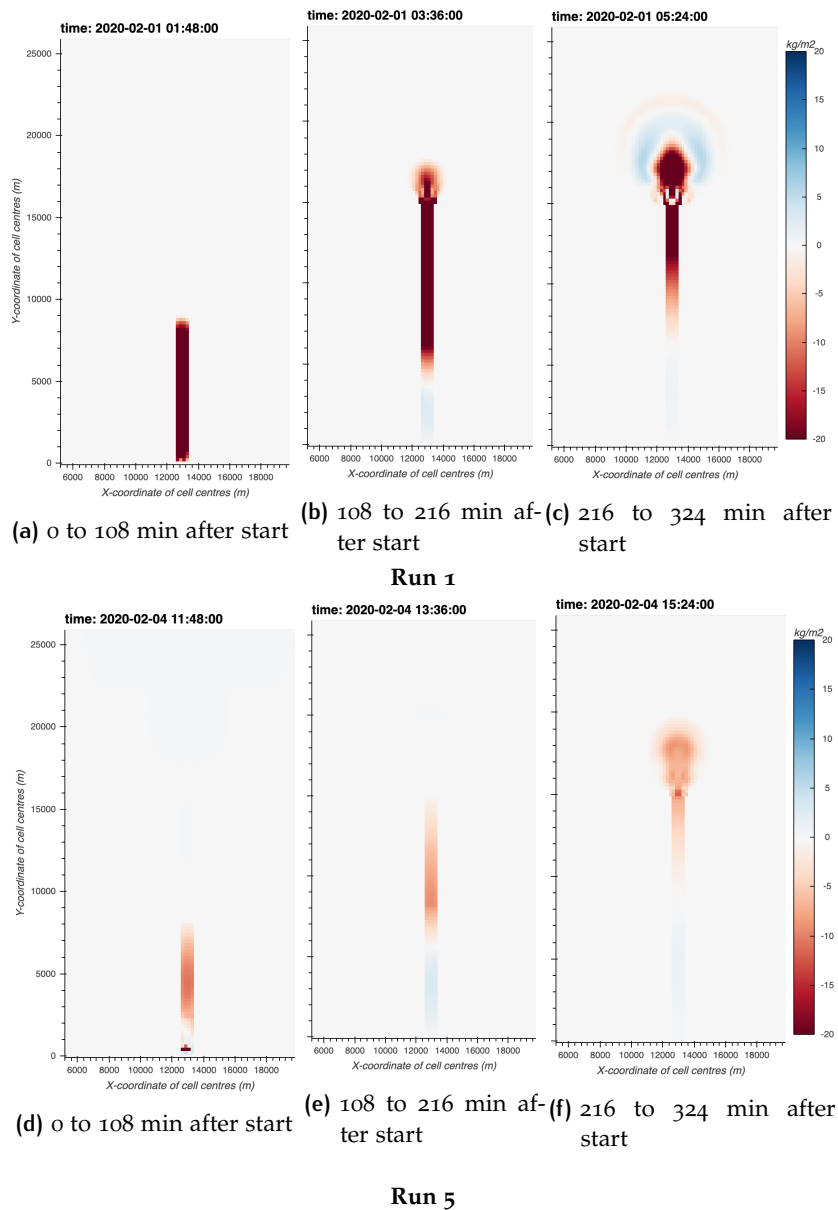 time: 2020-02-01 01:48:00
time: 2020-02-01 03:36:00
time: 2020-02-01 05:24:00
kg/m2
25000
20000
15000
10000
5000
0
Y-coordinate of cell centres (m)
6000 8000 10000 12000 14000 16000 18000
X-coordinate of cell centres (m)
6000 8000 10000 12000 14000 16000 18000
X-coordinate of cell centres (m)
6000 8000 10000 12000 14000 16000 18000
X-coordinate of cell centres (m)
20
15
10
5
0
-5
-10
-15
-20
(a) 0 to 108 min after start
(b) 108 to 216 min af-
ter start
(c) 216 to 324 min after
start
Run 1
time: 2020-02-04 11:48:00
time: 2020-02-04 13:36:00
time: 2020-02-04 15:24:00
kg/m2
25000
20000
15000
10000
5000
0
Y-coordinate of cell centres (m)
6000 8000 10000 12000 14000 16000 18000
X-coordinate of cell centres (m)
6000 8000 10000 12000 14000 16000 18000
X-coordinate of cell centres (m)
6000 8000 10000 12000 14000 16000 18000
X-coordinate of cell centres (m)
20
15
10
5
0
-5
-10
-15
-20
(d) 0 to 108 min after start
(e) 108 to 216 min af-
ter start
(f) 216 to 324 min after
start
Run 5